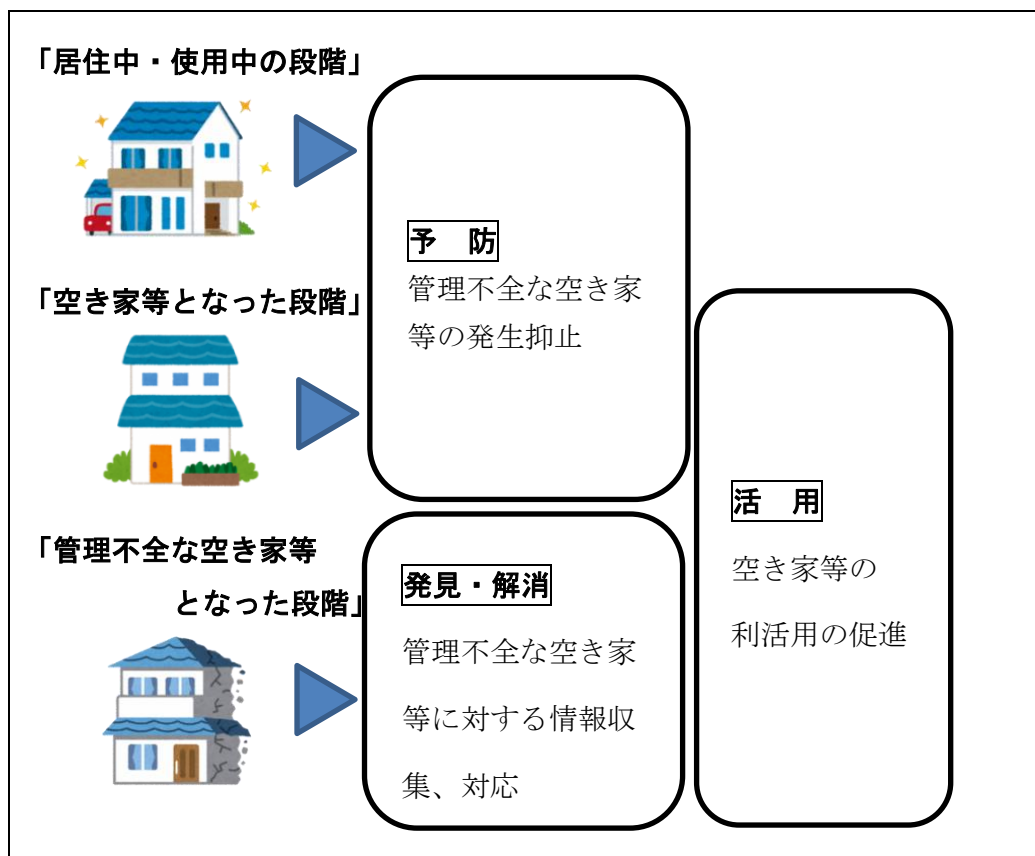 「居住中・使用中の段階」
予　防
管理不全な空き家
等の発生抑止
「空き家等となった段階」
「管理不全な空き家等
となった段階」
発見・解消
管理不全な空き家
等に対する情報収
集、対応
活　用
空き家等の
利活用の促進